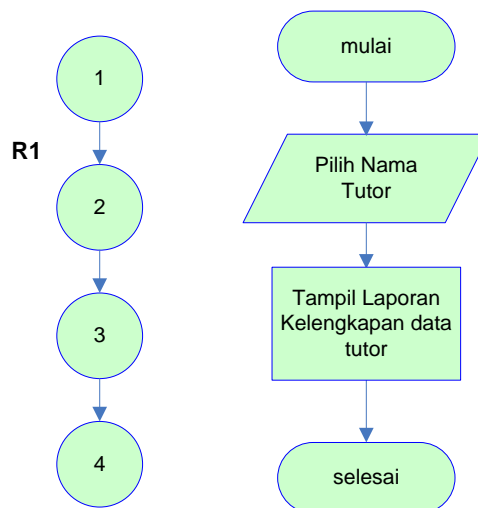 1
R1
2
3
4
mulai
Pilih Nama
Tutor
Tampil Laporan
Kelengkapan data
tutor
selesai